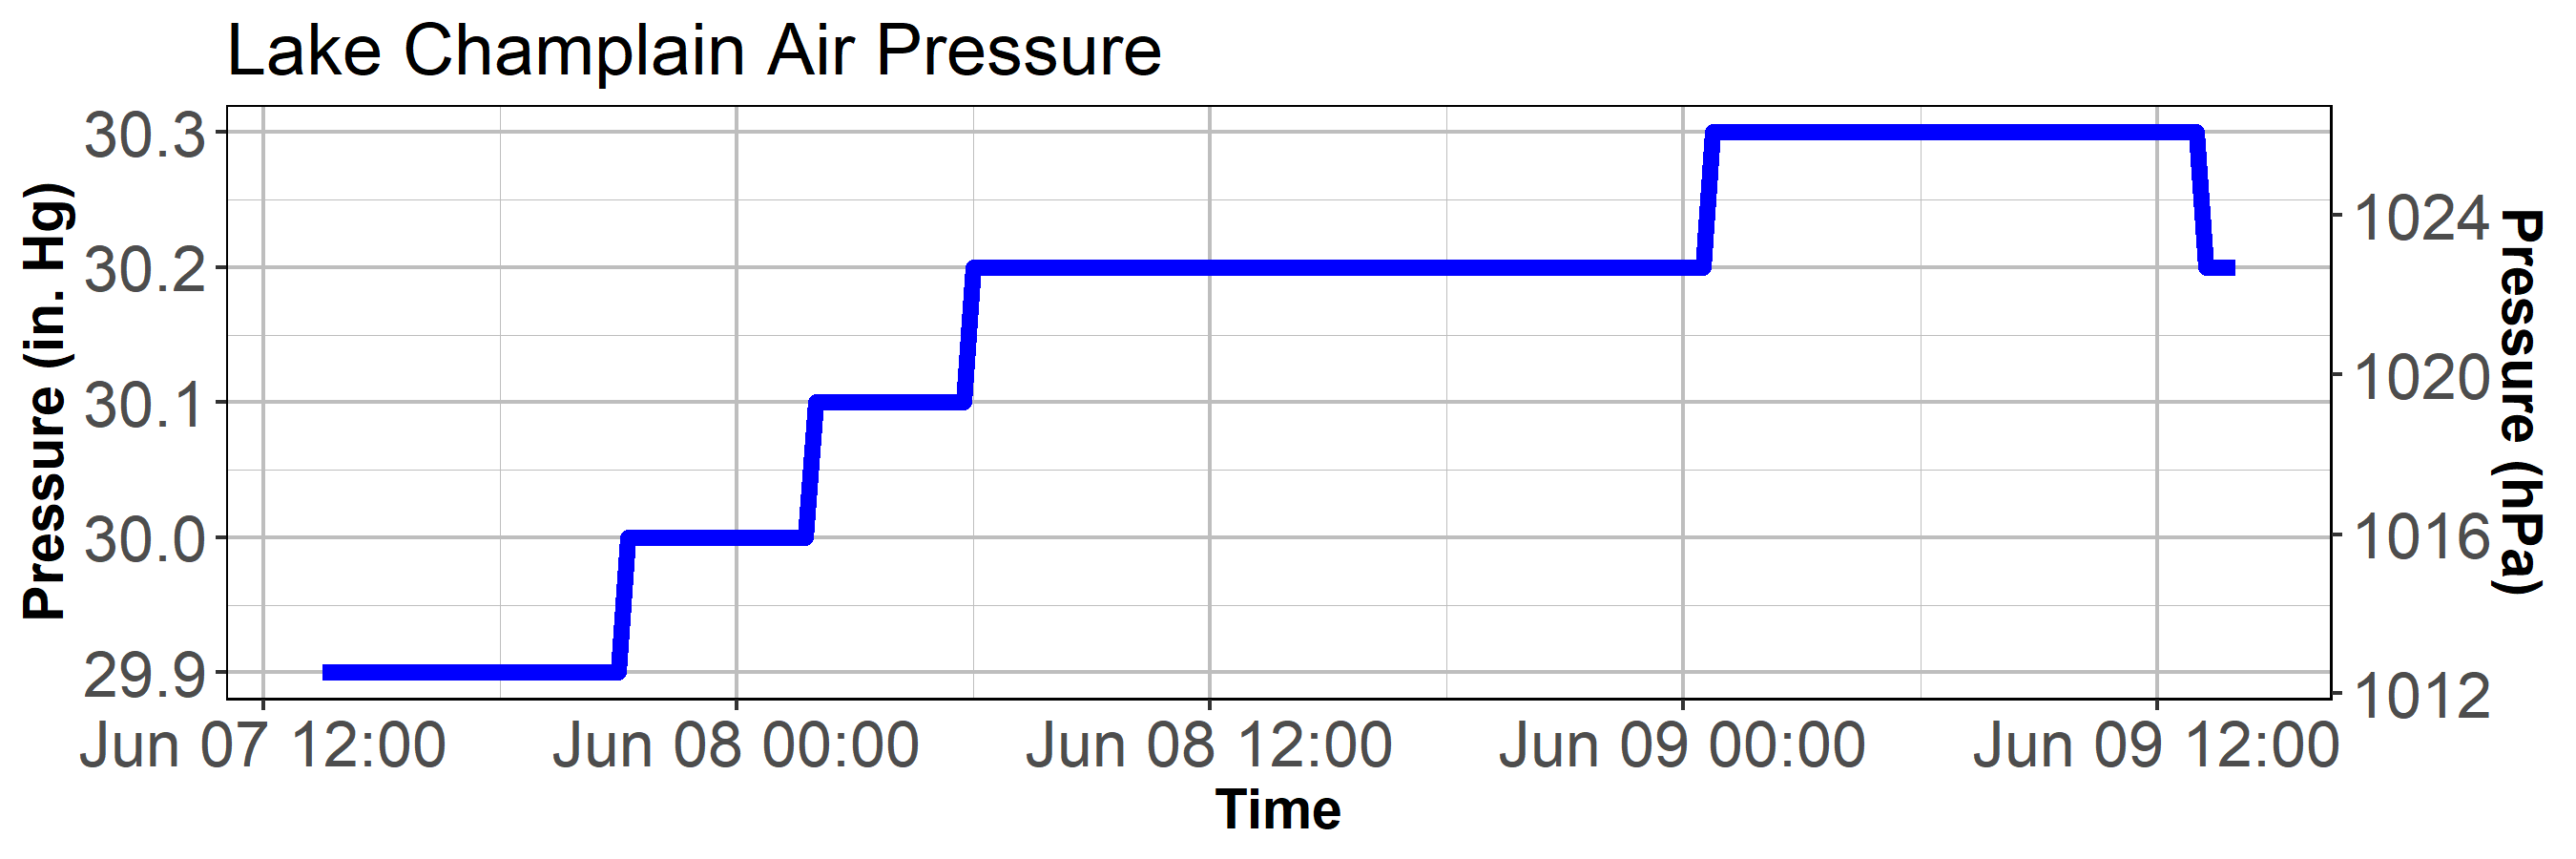 Lake Champlain Air Pressure
Pressure (in. Hg)
30.3
30.2
30.1
30.0
29.9
1024
1020
1016
1012
Pressure (hPa)
Jun 07 12:00 Jun 08 00:00 Jun 08 12:00 Jun 09 00:00 Jun 09 12:00
Time